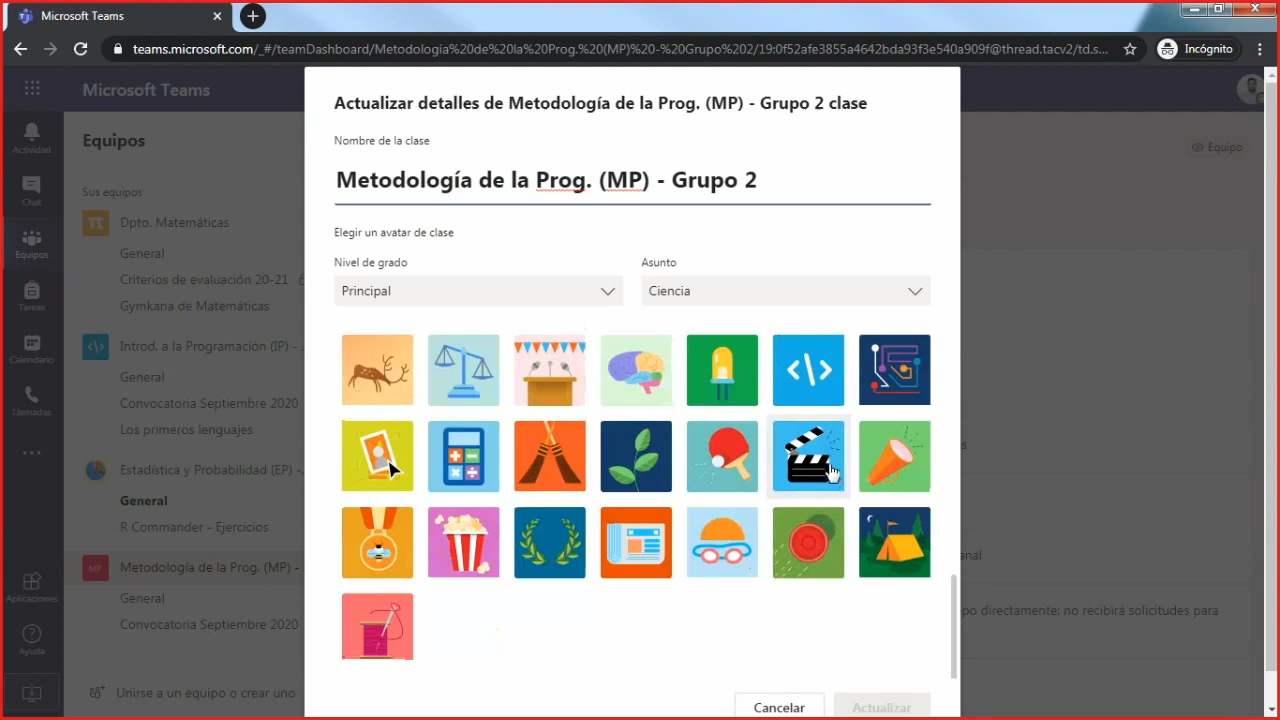 Microsoft Teams
teams.microsoft.com/_#/teamDashboard/Metodología%20de%20la%20Prog.%20(MP)%20-%20Grupo%202/19:0f52afe3855a4642bda93f3e540a909f@thread.tacv2/td.s...
Incógnito
Microsoft Teams
Actividad
Chat
Equipos
Tareas
Calendario
Llamadas
Aplicaciones
Ayuda
Equipos
Sus equipos
Dpto. Matemáticas
General
Criterios de evaluación 20-21
Gymkana de Matemáticas
</> Introd. a la Programación (IP) - .
General
Convocatoria Septiembre 2020
Los primeros lenguajes
Estadística y Probabilidad (EP) -.
General
R Commander - Ejercicios
MP Metodología de la Prog. (MP) -
General
Convocatoria Septiembre 2020
Unirse a un equipo o crear uno
Actualizar detalles de Metodología de la Prog. (MP) - Grupo 2 clase
Nombre de la clase
Metodología de la Prog. (MP) - Grupo 2
Elegir un avatar de clase
Nivel de grado
Asunto
Principal
Ciencia
</>
Cancelar
Actualizar
Equipo
po directamente: no recibirá solicitudes para